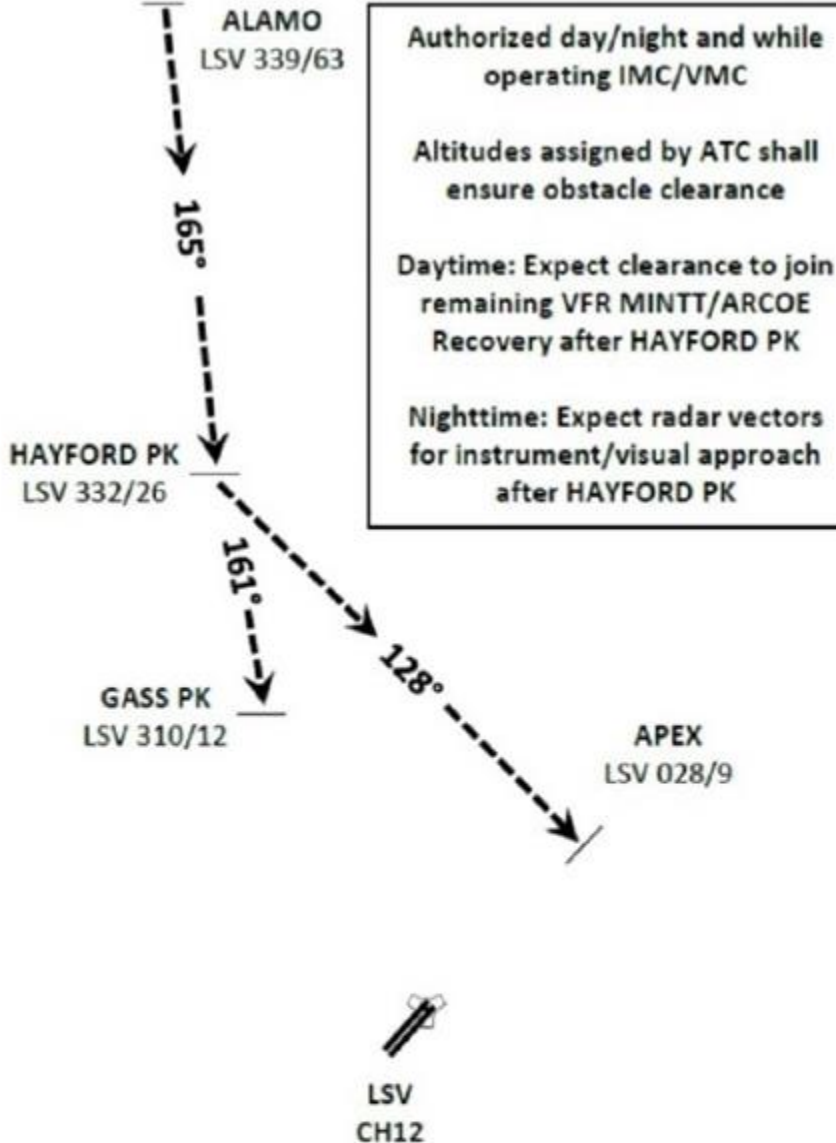 ALAMO
LSV 339/63
Authorized day/night and while
operating IMC/VMC
Altitudes assigned by ATC shall
ensure obstacle clearance
Daytime: Expect clearance to join
remaining VFR MINTT/ARCOE
Recovery after HAYFORD PK
Nighttime: Expect radar vectors
for instrument/visual approach
after HAYFORD PK
165°
HAYFORD PK
LSV 332/26
161°
128°
GASS PK
LSV 310/12
APEX
LSV 028/9
LSV
CH12